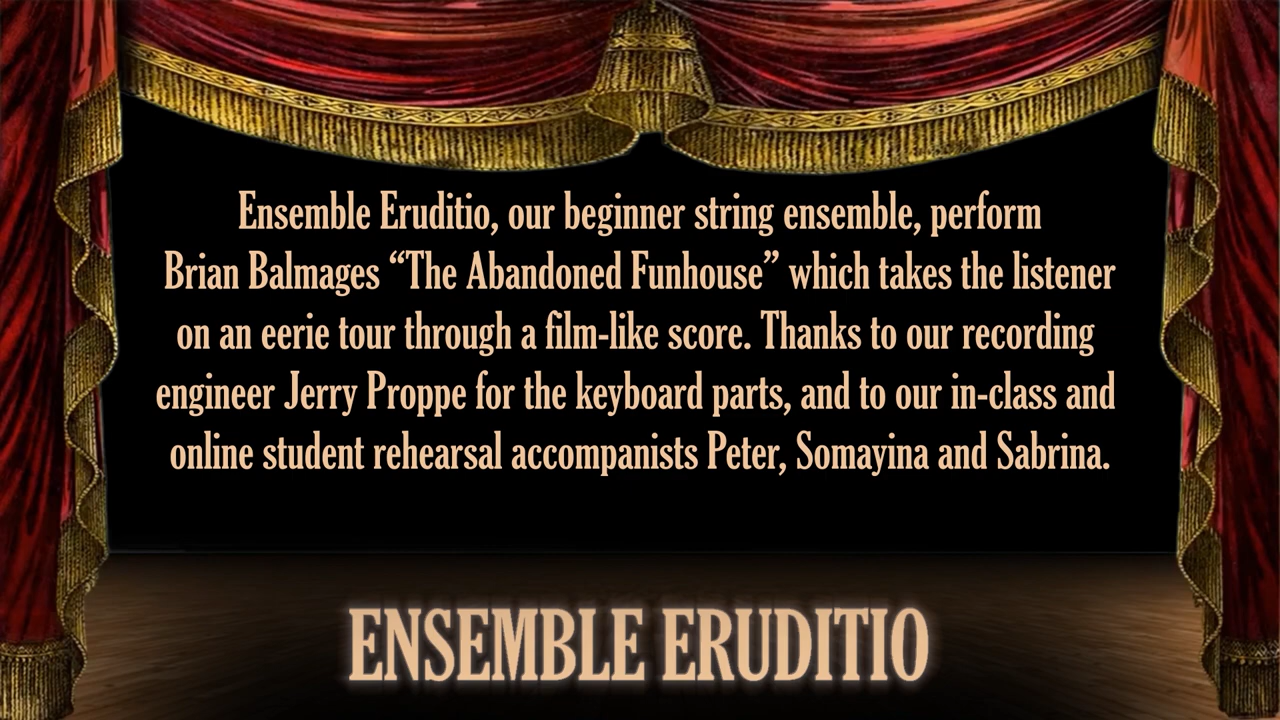 Ensemble Eruditio, our beginner string ensemble, perform
Brian Balmages “The Abandoned Funhouse” which takes the listener
on an eerie tour through a film-like score. Thanks to our recording
engineer Jerry Proppe for the keyboard parts, and to our in-class and
online student rehearsal accompanists Peter, Somayina and Sabrina.
ENSEMBLE ERUDITIO